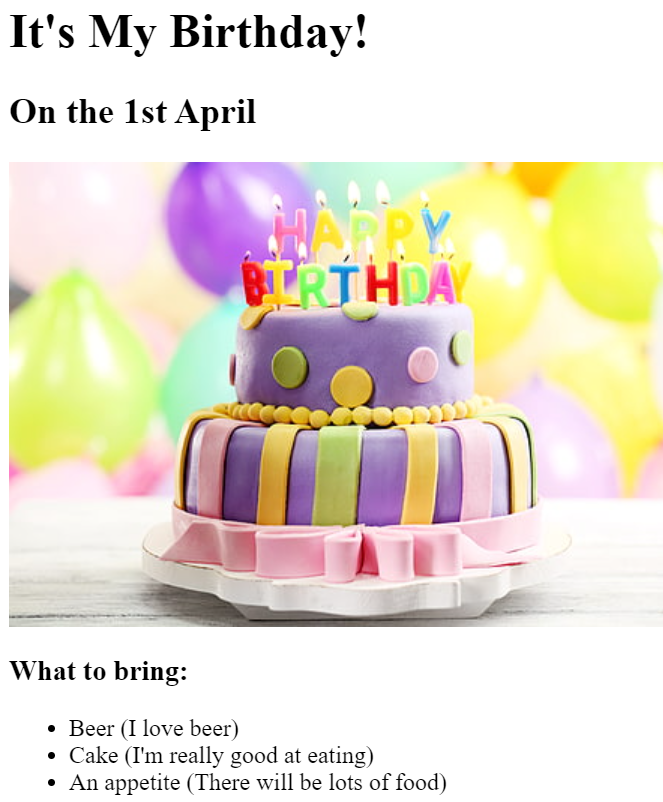 It's My Birthday!
On the 1st April
HAPPY
BIRTHDAY
What to bring:
Beer (I love beer)
Cake (I'm really good at eating)
An appetite (There will be lots of food)